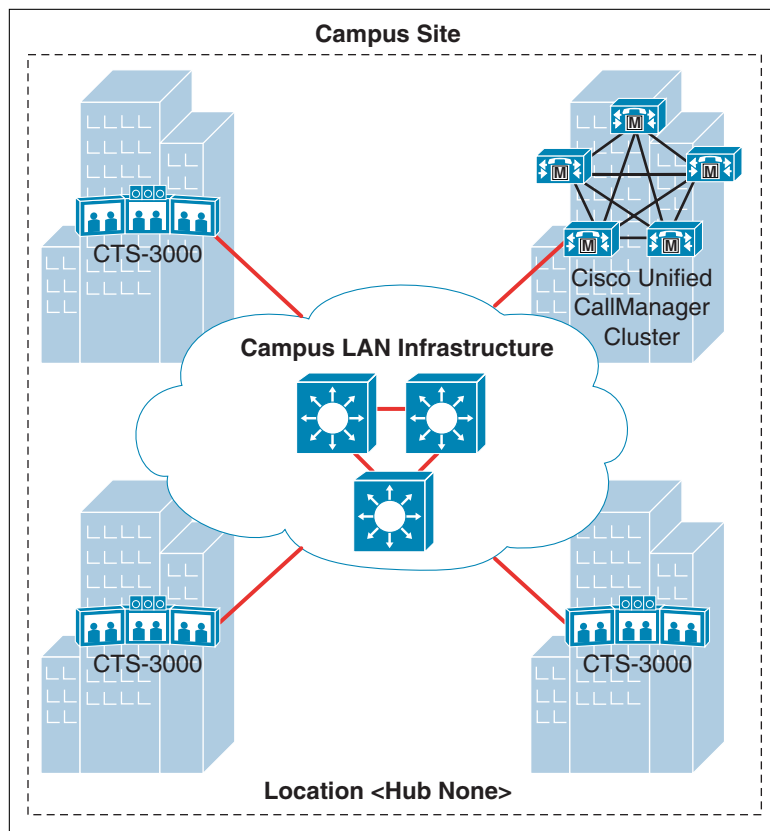 Campus Site
CTS-3000
M
M
M
M
M
Cisco Unified
CallManager
Cluster
Campus LAN Infrastructure
CTS-3000
CTS-3000
Location <Hub None>